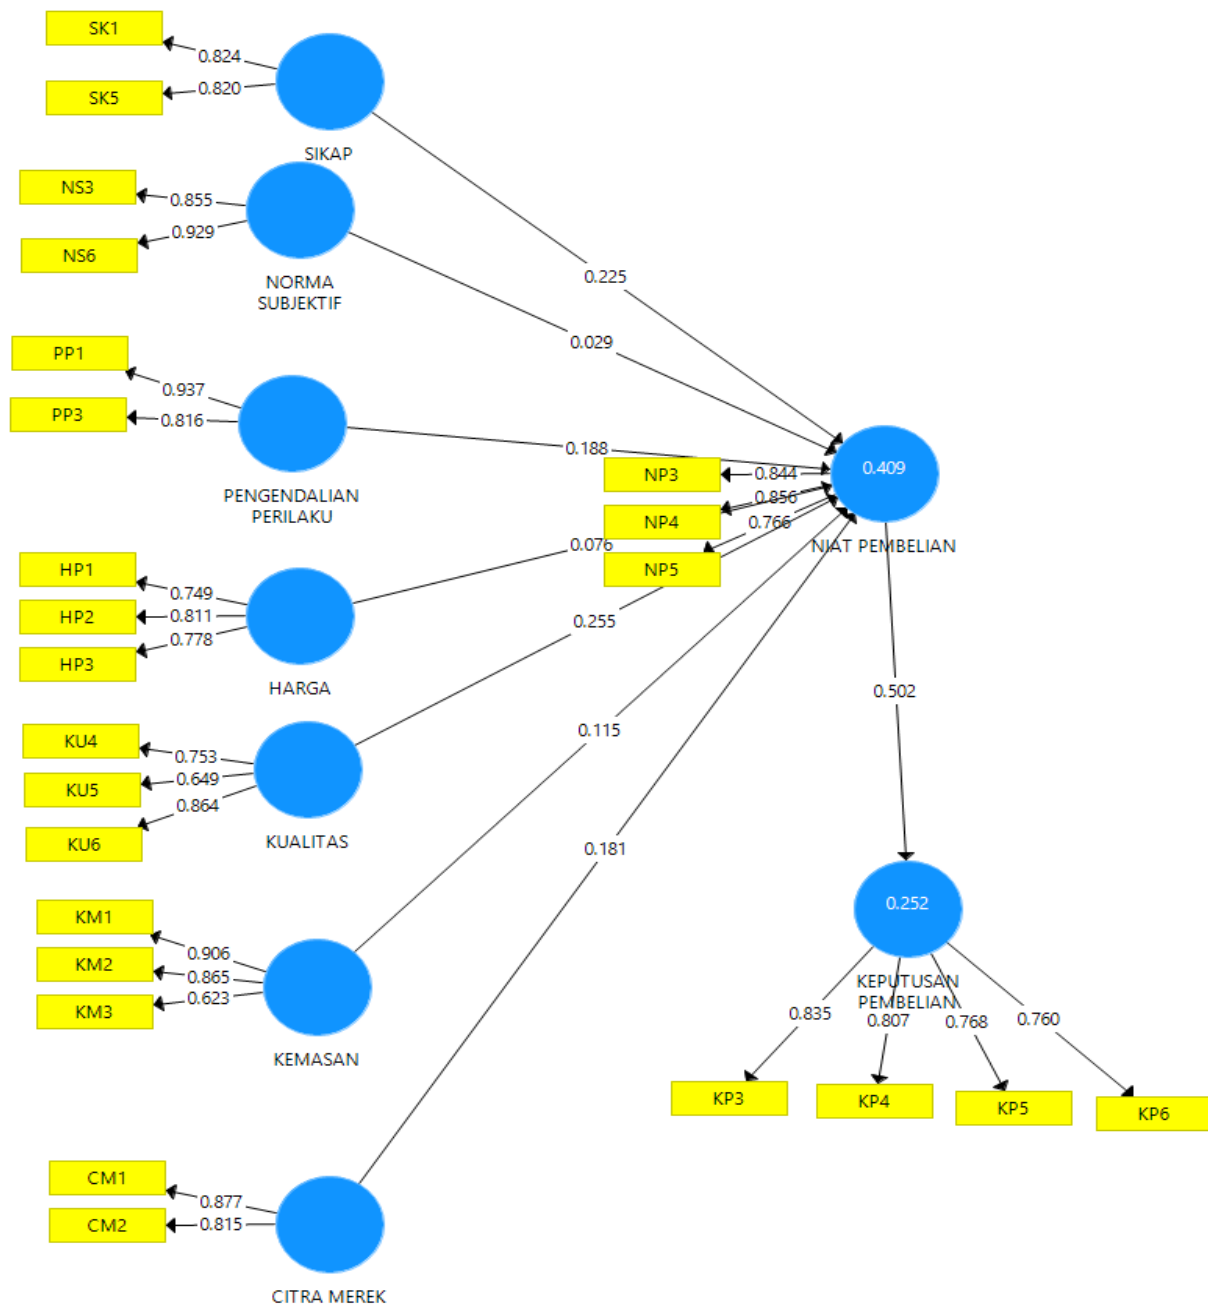 SK1
0.824
SK5
0.820
SIKAP
NS3
0.855
NS6
0.929
NORMA
SUBJEKTIF
0.225
0.029
PP1
0.937
PP3
0.816
PENGENDALIAN
PERILAKU
0.188
NP3
0.844
NP4
0.856
NP5
0.766
0.409
NIAT PEMBELIAN
HP1
0.749
HP2
0.811
HP3
0.778
HARGA
0.076
0.255
KU4
0.753
KU5
0.649
KU6
0.864
KUALITAS
0.115
0.502
KM1
0.906
KM2
0.865
KM3
0.623
KEMASAN
0.181
0.252
KEPUTUSAN
PEMBELIAN
0.835
0.807
0.768
0.760
KP3
KP4
KP5
KP6
CM1
0.877
CM2
0.815
CITRA MEREK